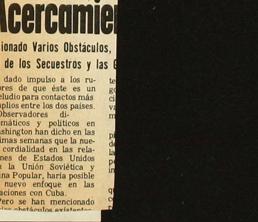 Acercamie
ionado Varios Obstáculos,
de los Secuestros y las
dado impulso a los ru-
ores de que éste es un
eludio para contactos más
plios entre los dos países.
Observadores di-
máticos y políticos en
shington han dicho en las
imas semanas que la nue-
cordialidad en las rela-
nes de Estados Unidos
la Unión Soviética y
ina Popular, haría posible
nuevo enfoque en las
aciones con Cuba.
Pero se han mencionado